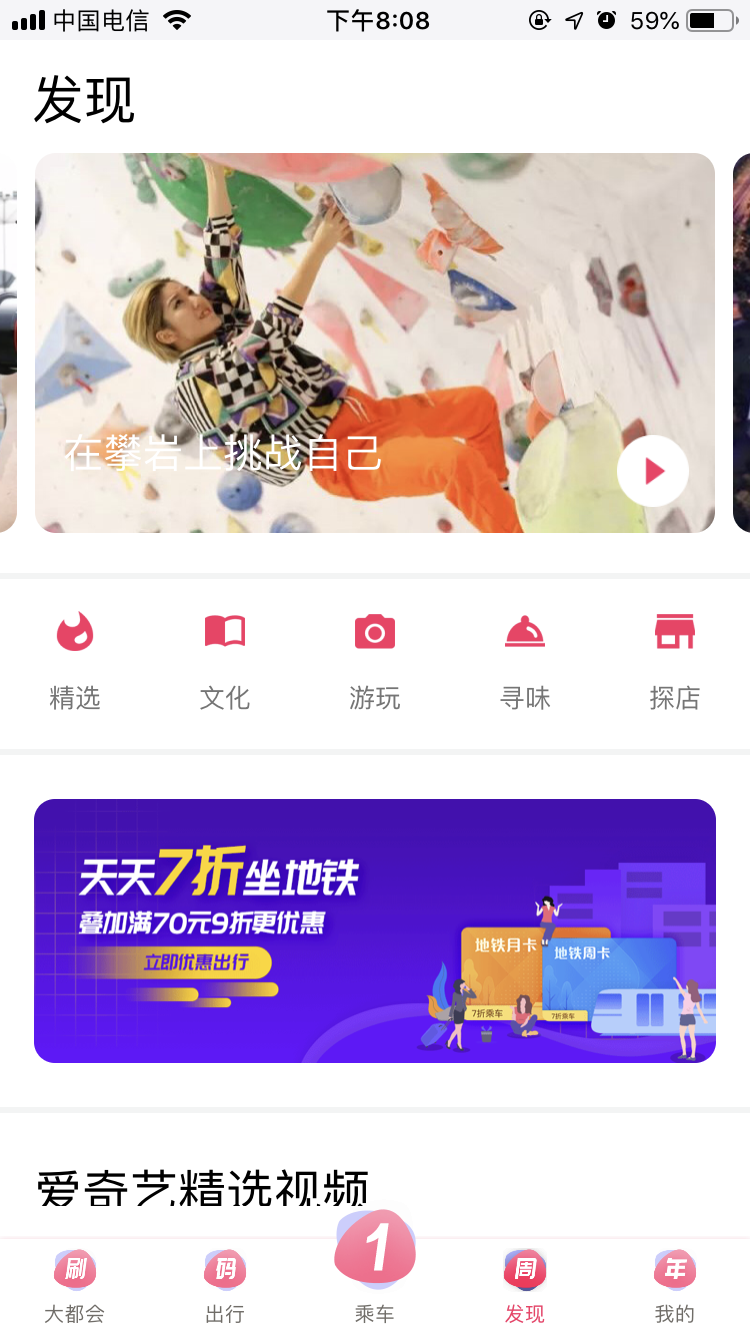 中国电信 下午8:08 59%
发现
在攀岩上挑战自己
精选 文化 游玩 寻味 探店
天天7折坐地铁
叠加满70元9折更优惠
立即优惠出行
地铁月卡 地铁周卡
7折乘车 7折乘车
爱奇艺精选视频
刷 码 1 周 年
大都会 出行 乘车 发现 我的